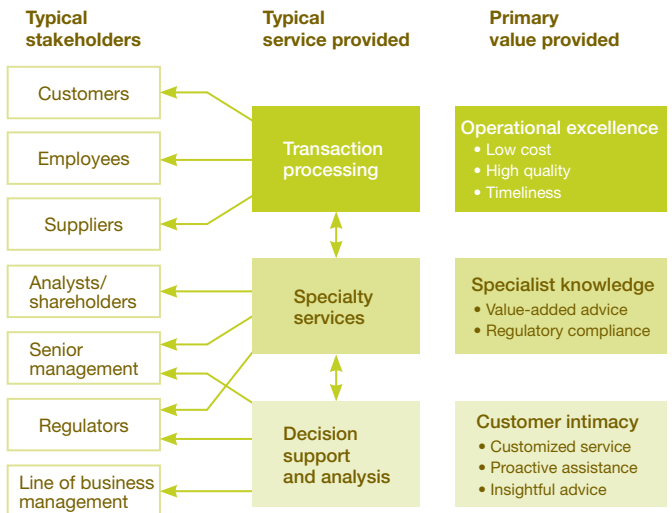 Typical
stakeholders
Typical
service provided
Primary
value provided
Customers
Employees
Suppliers
Analysts/
shareholders
Senior
management
Regulators
Line of business
management
Transaction
processing
Specialty
services
Decision
support
and analysis
Operational excellence
• Low cost
• High quality
• Timeliness
Specialist knowledge
• Value-added advice
• Regulatory compliance
Customer intimacy
• Customized service
• Proactive assistance
• Insightful advice